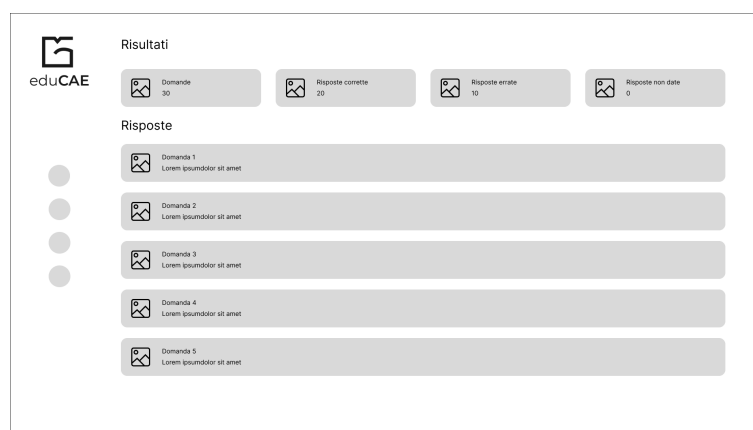 eduCAE
Risultati
Domande
30
Risposte corrette
20
Risposte errate
10
Risposte non date
0
Risposte
Domanda 1
Lorem ipsumdolor sit amet
Domanda 2
Lorem ipsumdolor sit amet
Domanda 3
Lorem ipsumdolor sit amet
Domanda 4
Lorem ipsumdolor sit amet
Domanda 5
Lorem ipsumdolor sit amet